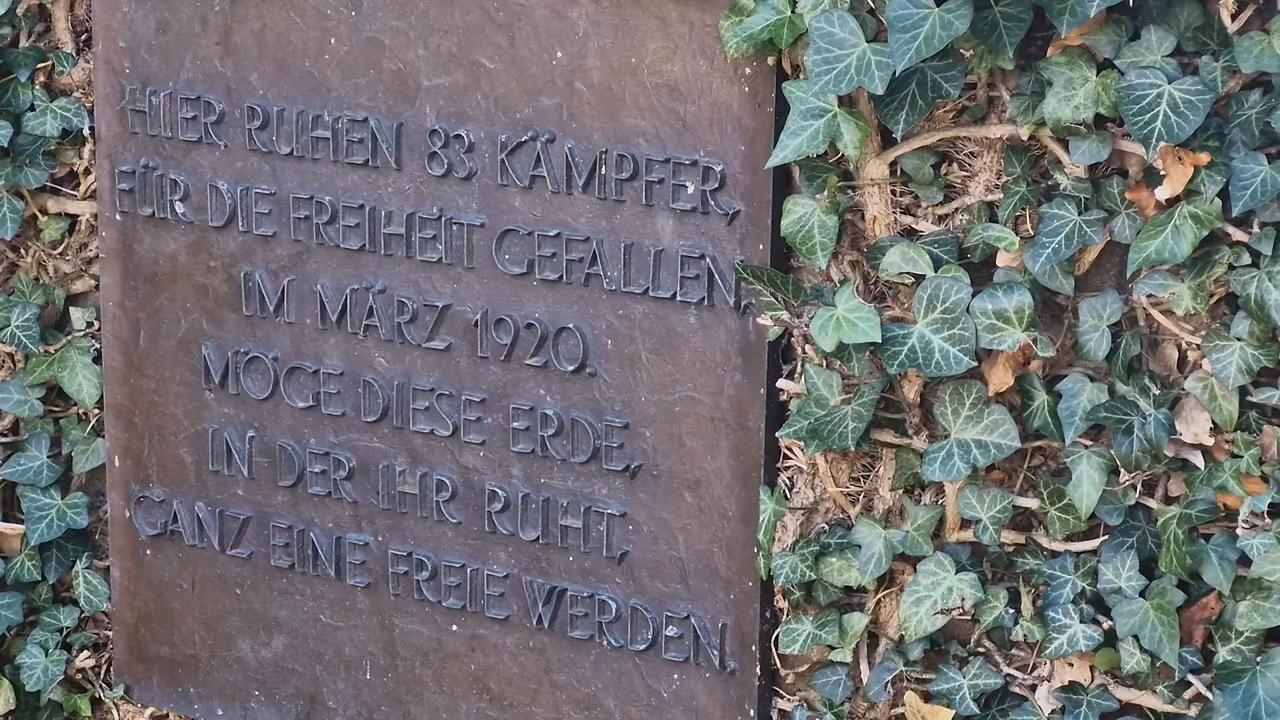 HIER RUHEN 83 KÄMPFER,
FÜR DIE FREIHEIT GEFALLEN,
IM MÄRZ 1920.
MÖGE DIESE ERDE,
IN DER IHR RUHT,
GANZ EINE FREIE WERDEN.